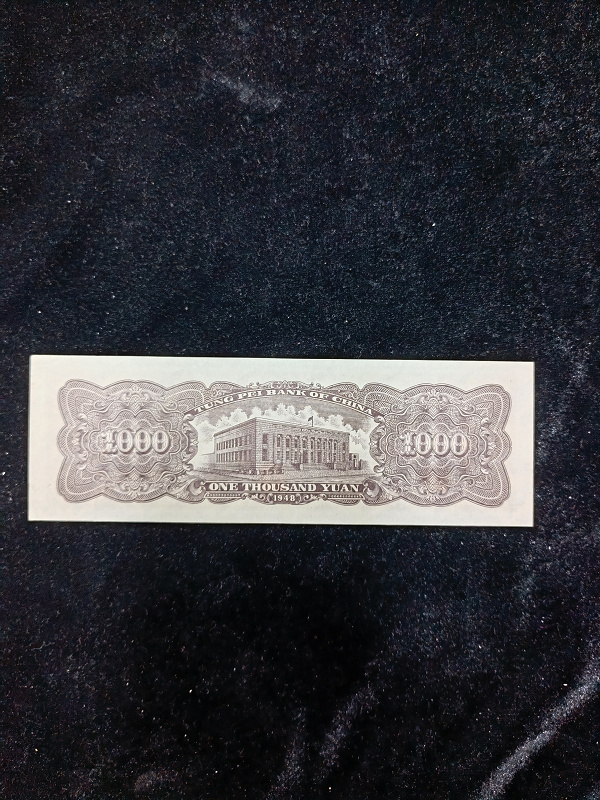 TUNG PEI BANK OF CHINA
1000
1000
ONE THOUSAND YUAN
1948